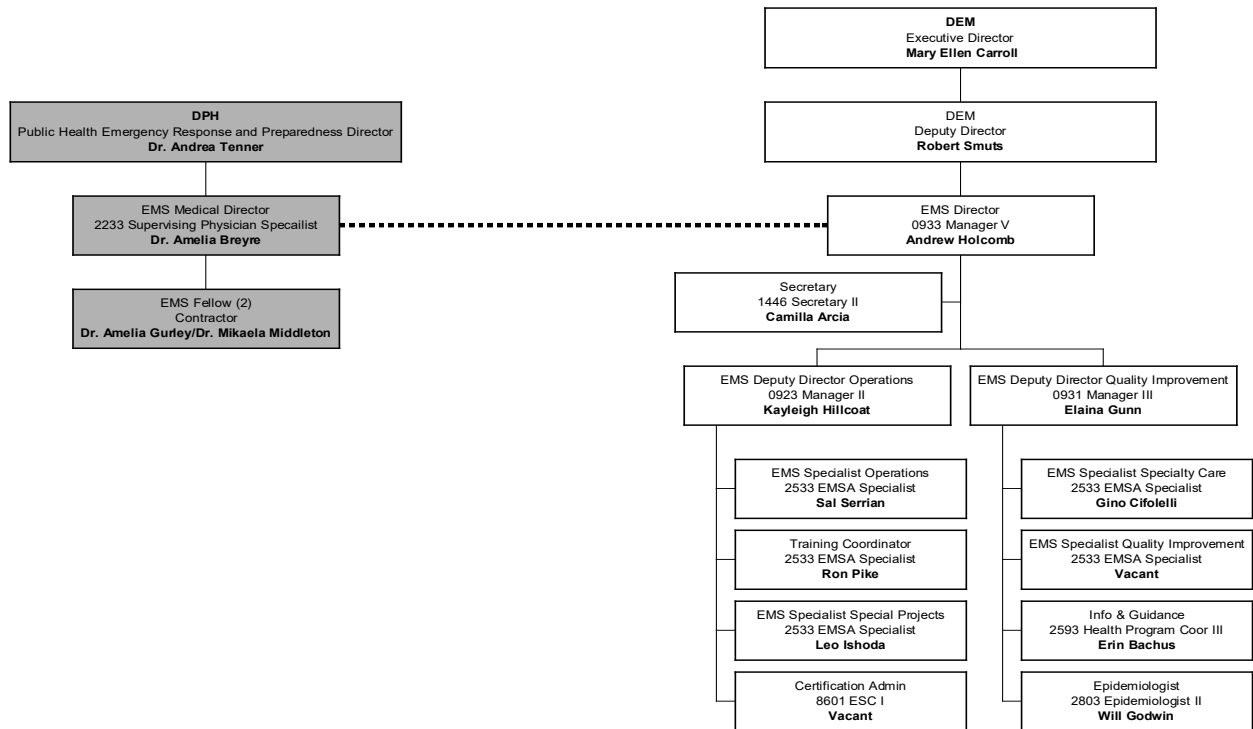 DEM
Executive Director
Mary Ellen Carroll
DPH
Public Health Emergency Response and Preparedness Director
Dr. Andrea Tenner
DEM
Deputy Director
Robert Smuts
EMS Medical Director
2233 Supervising Physician Specailist
Dr. Amelia Breyre
EMS Director
0933 Manager V
Andrew Holcomb
Secretary
1446 Secretary II
Camilla Arcia
EMS Fellow (2)
Contractor
Dr. Amelia Gurley/Dr. Mikaela Middleton
EMS Deputy Director Operations
0923 Manager II
Kayleigh Hillcoat
EMS Deputy Director Quality Improvement
0931 Manager III
Elaina Gunn
EMS Specialist Operations
2533 EMSA Specialist
Sal Serrian
EMS Specialist Specialty Care
2533 EMSA Specialist
Gino Cifolelli
Training Coordinator
2533 EMSA Specialist
Ron Pike
EMS Specialist Quality Improvement
2533 EMSA Specialist
Vacant
EMS Specialist Special Projects
2533 EMSA Specialist
Leo Ishoda
Info & Guidance
2593 Health Program Coor III
Erin Bachus
Certification Admin
8601 ESC I
Vacant
Epidemiologist
2803 Epidemiologist II
Will Godwin